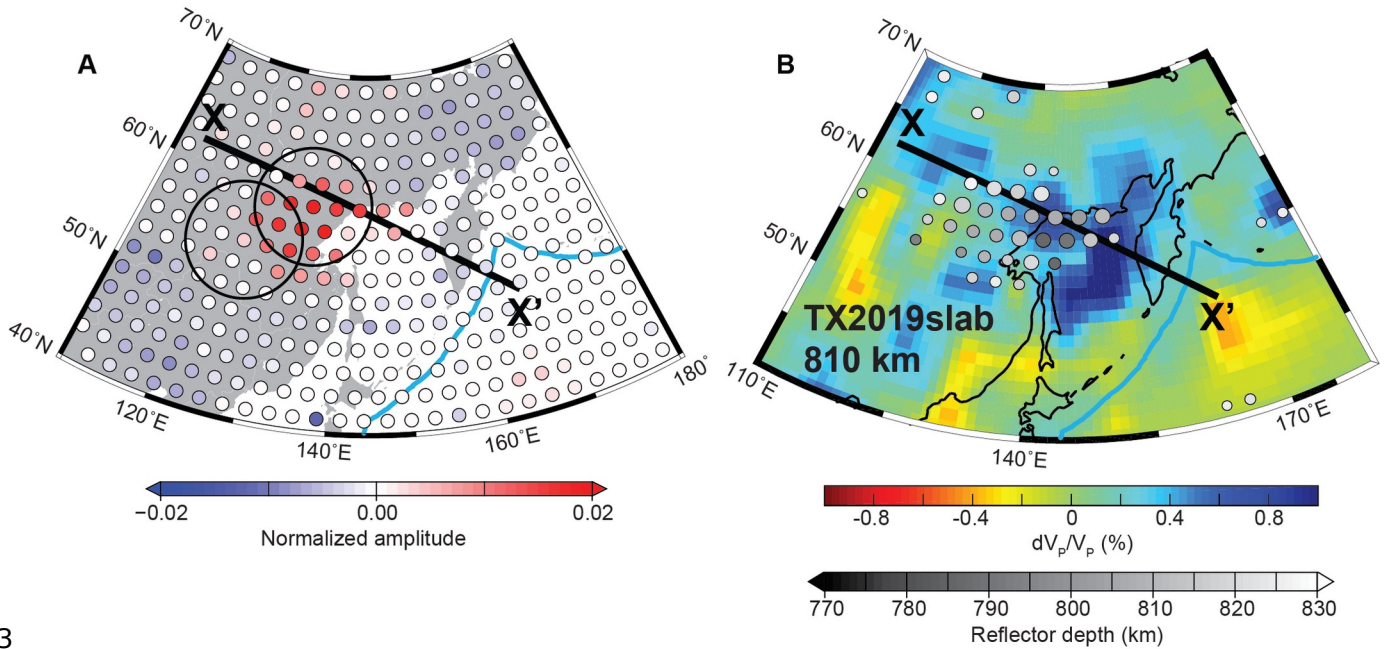 A
70°N
60°N
50°N
40°N
120°E
140°E
160°E
180°
X
X'
−0.02
0.00
0.02
Normalized amplitude
B
70°N
60°N
50°N
110°E
140°E
170°E
X
X'
TX2019slab
810 km
-0.8
-0.4
0
0.4
0.8
dVP/VP (%)
770
780
790
800
810
820
830
Reflector depth (km)
3